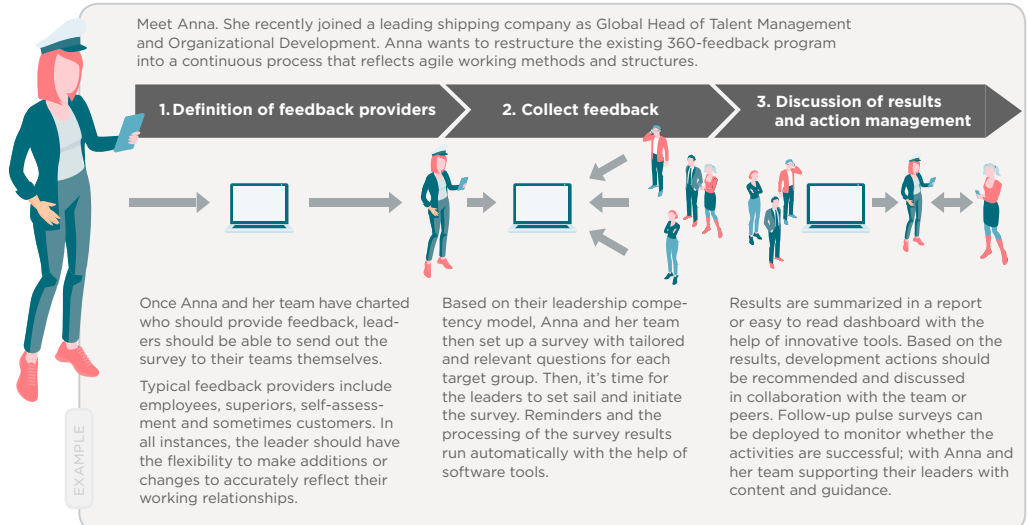 Meet Anna. She recently joined a leading shipping company as Global Head of Talent Management
and Organizational Development. Anna wants to restructure the existing 360-feedback program
into a continuous process that reflects agile working methods and structures.
1. Definition of feedback providers
2. Collect feedback
3. Discussion of results
and action management
Once Anna and her team have charted
who should provide feedback, lead-
ers should be able to send out the
survey to their teams themselves.
Typical feedback providers include
employees, superiors, self-assess-
ment and sometimes customers. In
all instances, the leader should have
the flexibility to make additions or
changes to accurately reflect their
working relationships.
Based on their leadership compe-
tency model, Anna and her team
then set up a survey with tailored
and relevant questions for each
target group. Then, it's time for
the leaders to set sail and initiate
the survey. Reminders and the
processing of the survey results
run automatically with the help of
software tools.
Results are summarized in a report
or easy to read dashboard with the
help of innovative tools. Based on the
results, development actions should
be recommended and discussed
in collaboration with the team or
peers. Follow-up pulse surveys can
be deployed to monitor whether the
activities are successful; with Anna and
her team supporting their leaders with
content and guidance.
EXAMPLE